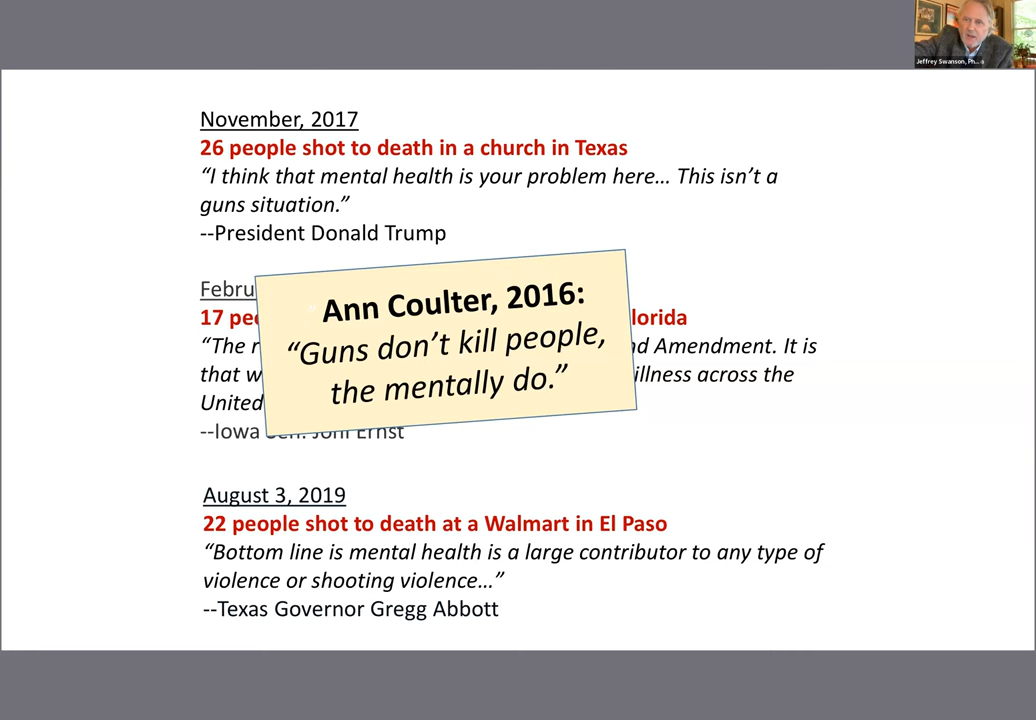 Jeffrey Swanson, Ph...
November, 2017
26 people shot to death in a church in Texas
“I think that mental health is your problem here... This isn’t a
guns situation.”
--President Donald Trump
Febru
17 peo lorida
“The r nd Amendment. It is
that w illness across the
United
--Iowa Sen. Joni Ernst
Ann Coulter, 2016:
“Guns don’t kill people,
the mentally do.”
August 3, 2019
22 people shot to death at a Walmart in El Paso
“Bottom line is mental health is a large contributor to any type of
violence or shooting violence...”
--Texas Governor Gregg Abbott